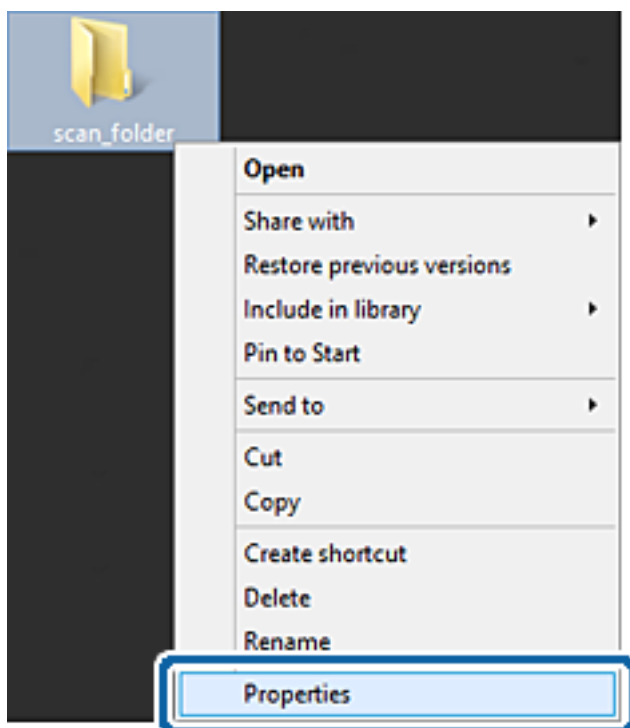 scan_folder
Open
Share with
Restore previous versions
Include in library
Pin to Start
Send to
Cut
Copy
Create shortcut
Delete
Rename
Properties